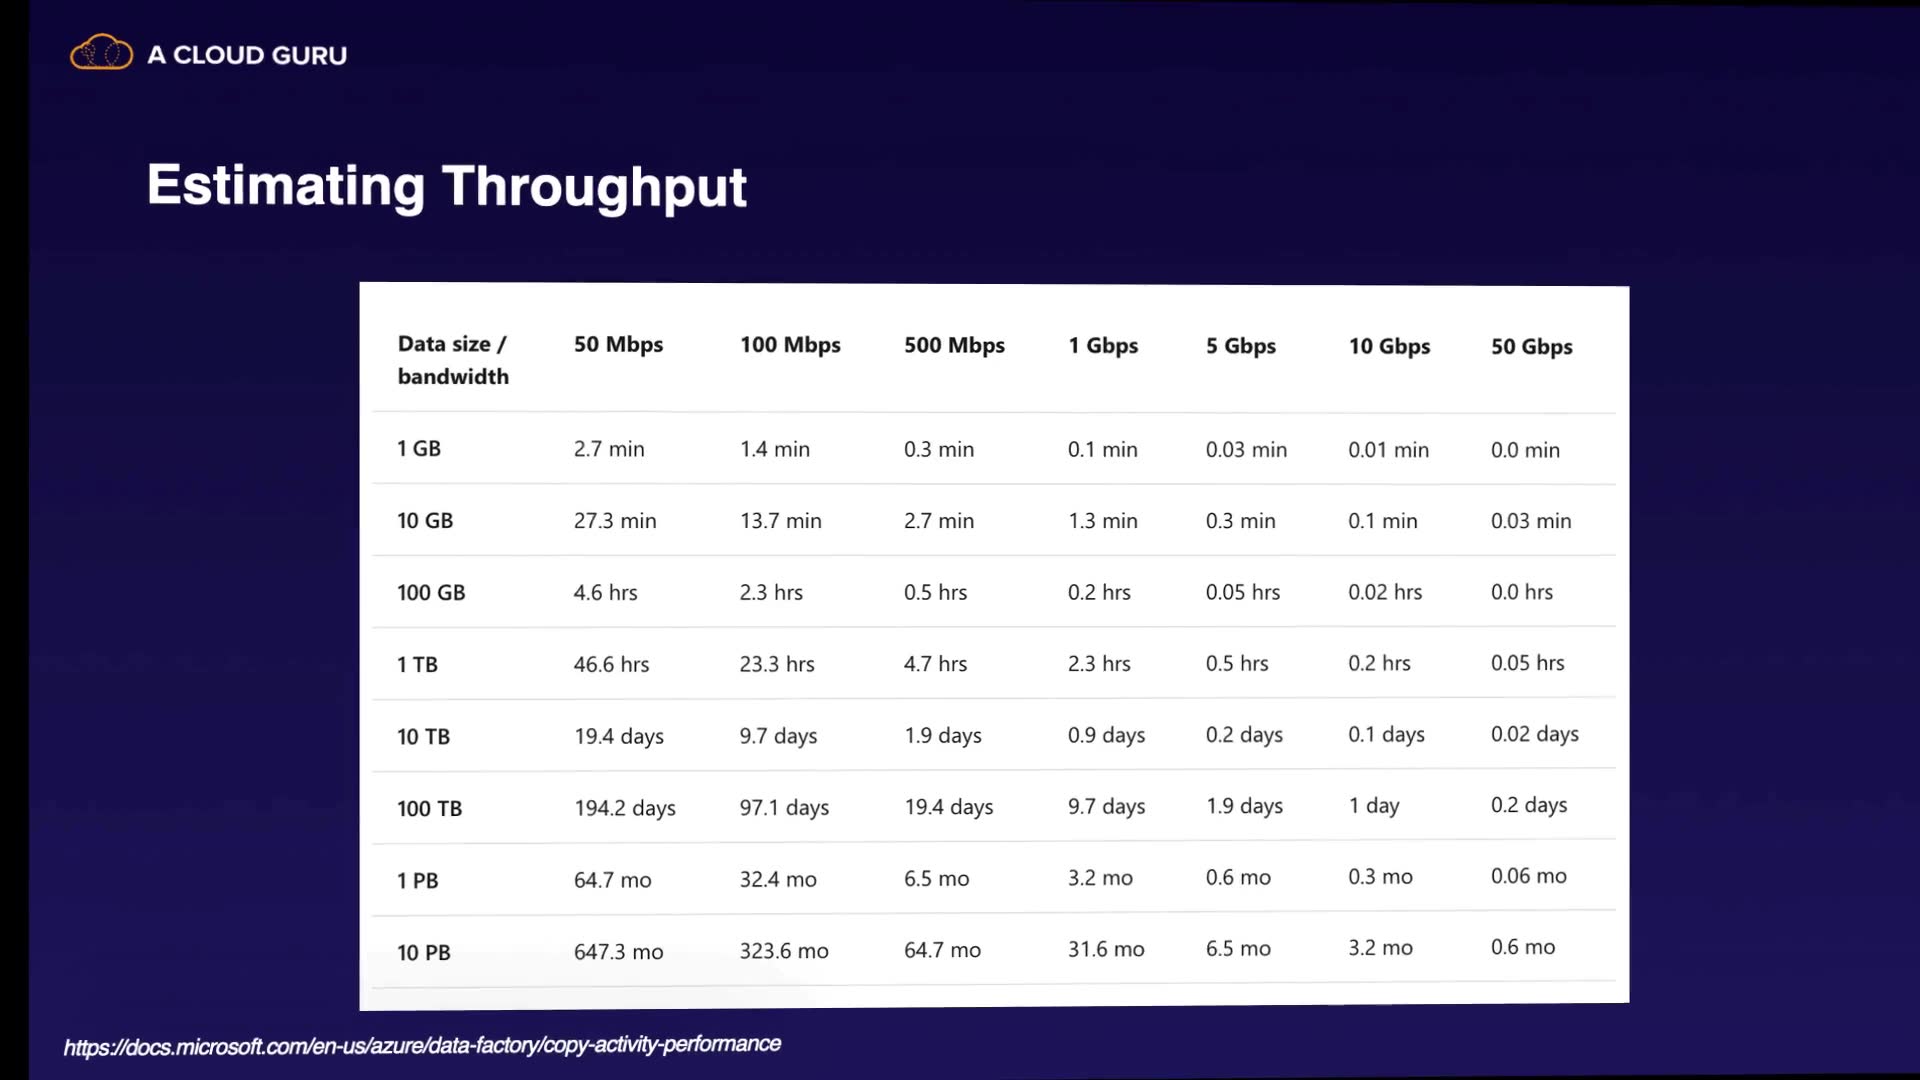 A CLOUD GURU
Estimating Throughput
Data size / bandwidth 50 Mbps 100 Mbps 500 Mbps 1 Gbps 5 Gbps 10 Gbps 50 Gbps
1 GB 2.7 min 1.4 min 0.3 min 0.1 min 0.03 min 0.01 min 0.0 min
10 GB 27.3 min 13.7 min 2.7 min 1.3 min 0.3 min 0.1 min 0.03 min
100 GB 4.6 hrs 2.3 hrs 0.5 hrs 0.2 hrs 0.05 hrs 0.02 hrs 0.0 hrs
1 TB 46.6 hrs 23.3 hrs 4.7 hrs 2.3 hrs 0.5 hrs 0.2 hrs 0.05 hrs
10 TB 19.4 days 9.7 days 1.9 days 0.9 days 0.2 days 0.1 days 0.02 days
100 TB 194.2 days 97.1 days 19.4 days 9.7 days 1.9 days 1 day 0.2 days
1 PB 64.7 mo 32.4 mo 6.5 mo 3.2 mo 0.6 mo 0.3 mo 0.06 mo
10 PB 647.3 mo 323.6 mo 64.7 mo 31.6 mo 6.5 mo 3.2 mo 0.6 mo
https://docs.microsoft.com/en-us/azure/data-factory/copy-activity-performance